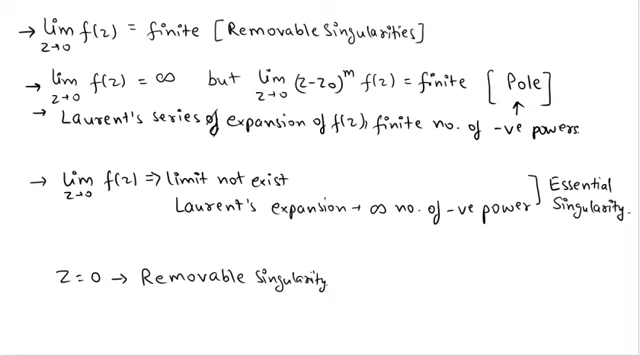 → lim z→0 f(z) = finite [Removable Singularities]
→ lim z→0 f(z) = ∞ but lim z→0 (z-z0)^m f(z) = finite [Pole]
→ Laurent's series of expansion of f(z), finite no. of -ve powers
→ lim z→0 f(z) ⇒ limit not exist
Laurent's expansion → ∞ no. of -ve power ] Essential Singularity.
Z = 0 → Removable Singularity.